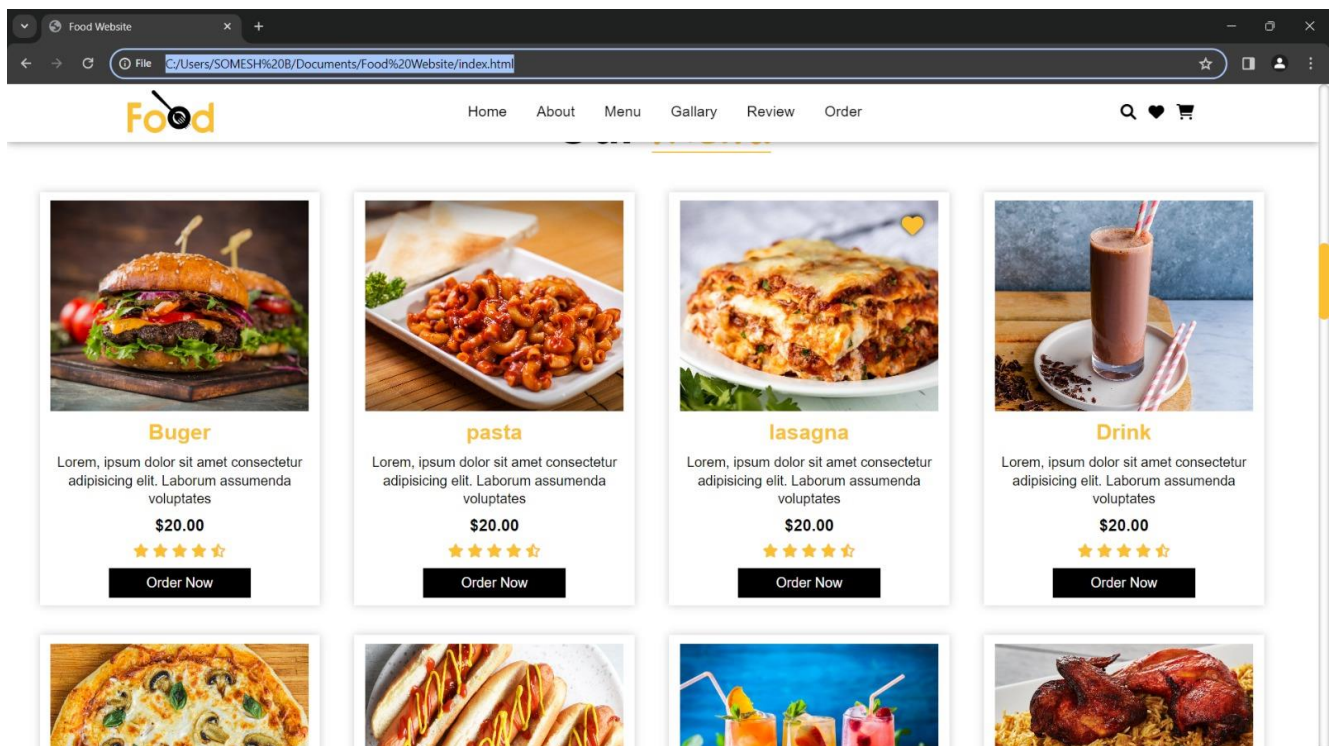 Food Website
File C:/Users/SOMESH%20B/Documents/Food%20Website/index.html
Food Home About Menu Gallary Review Order
Our Menu
Buger pasta lasagna Drink
Lorem, ipsum dolor sit amet consectetur Lorem, ipsum dolor sit amet consectetur Lorem, ipsum dolor sit amet consectetur Lorem, ipsum dolor sit amet consectetur
adipisicing elit. Laborum assumenda adipisicing elit. Laborum assumenda adipisicing elit. Laborum assumenda adipisicing elit. Laborum assumenda
voluptates voluptates voluptates voluptates
$20.00 $20.00 $20.00 $20.00
Order Now Order Now Order Now Order Now